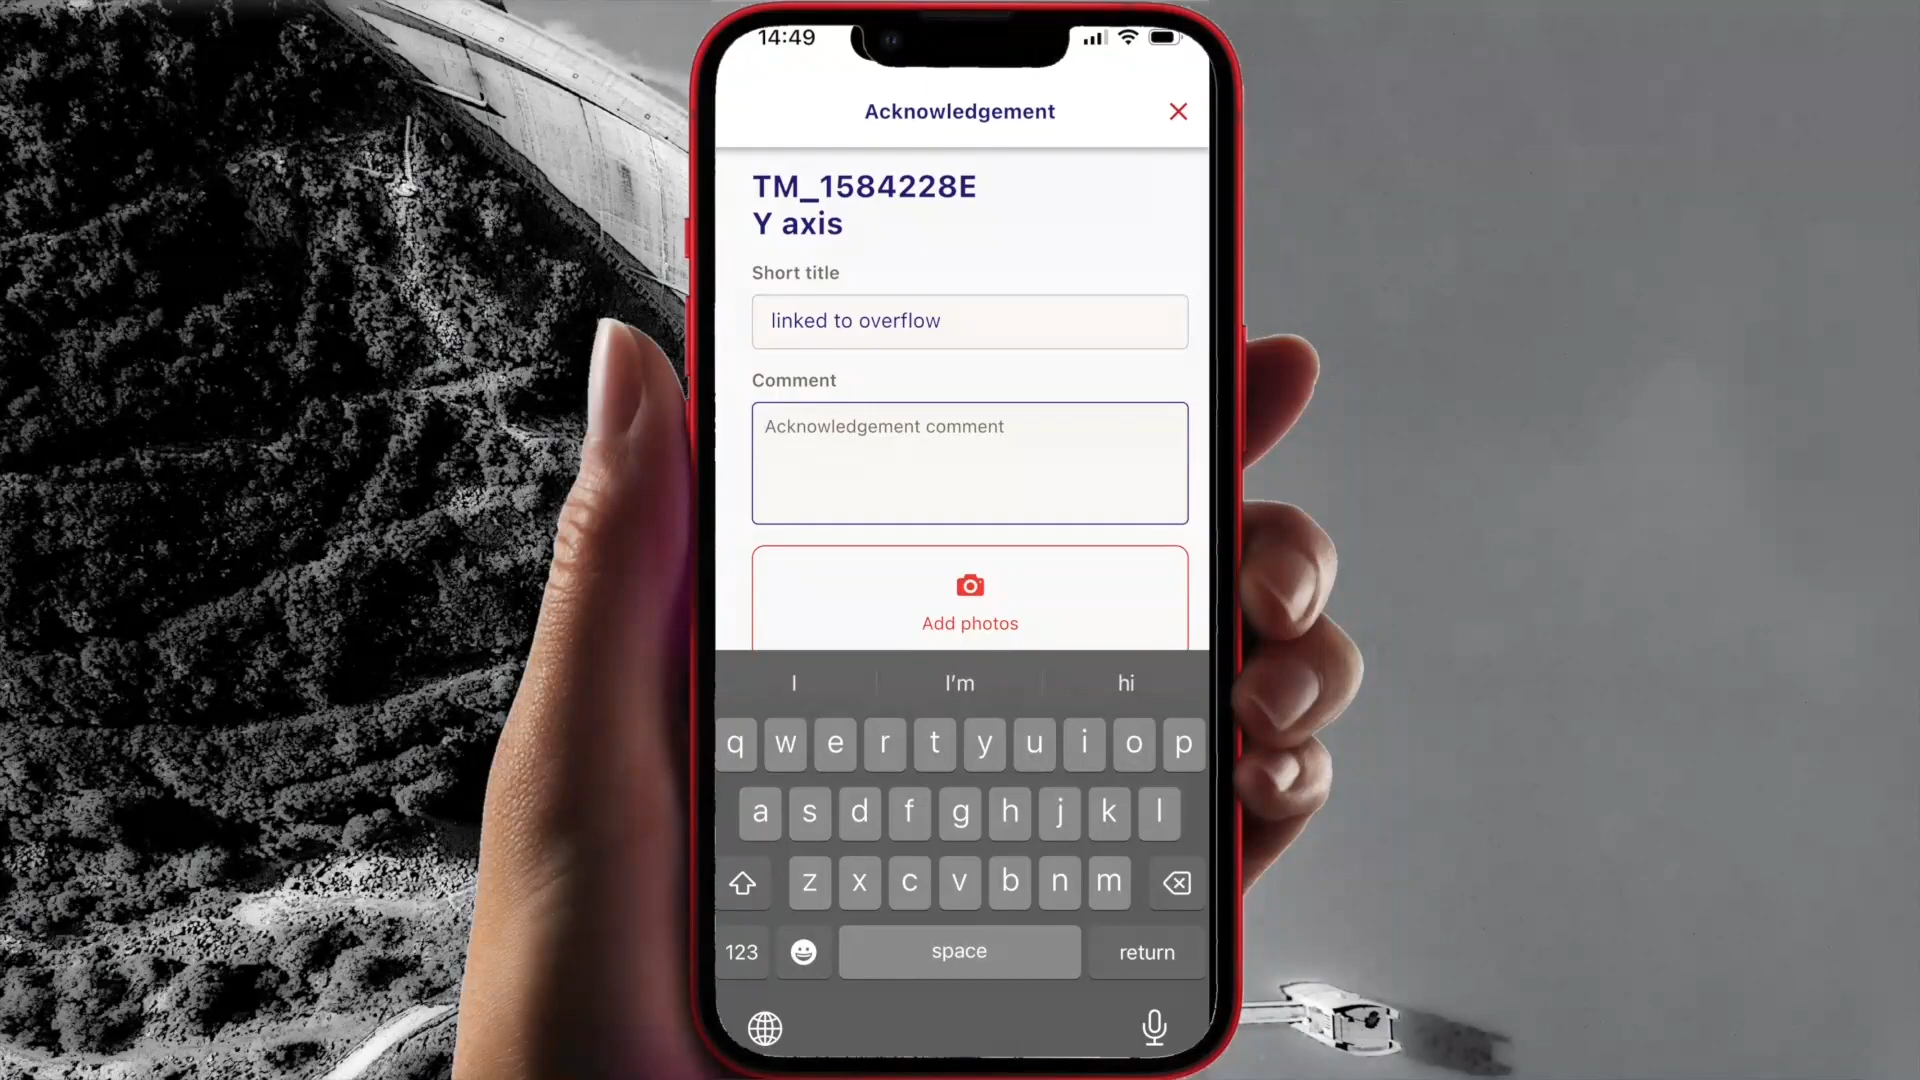 14:49
Acknowledgement
TM_1584228E
Y axis
Short title
linked to overflow
Comment
Acknowledgement comment
Add photos
I I'm hi
q w e r t y u i o p
a s d f g h j k l
z x c v b n m
123 space return